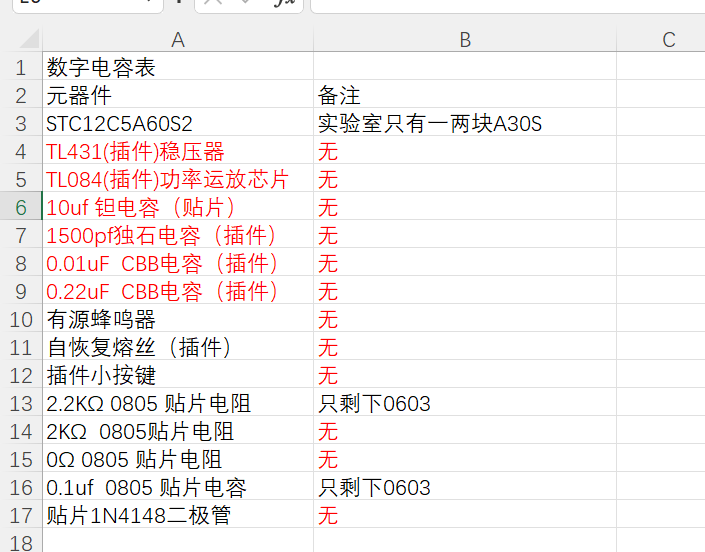 A B C
1 数字电容表
2 元器件 备注
3 STC12C5A60S2 实验室只有一两块A30S
4 TL431(插件)稳压器 无
5 TL084(插件)功率运放芯片 无
6 10uf 钽电容（贴片） 无
7 1500pf独石电容（插件） 无
8 0.01uF  CBB电容（插件） 无
9 0.22uF  CBB电容（插件） 无
10 有源蜂鸣器 无
11 自恢复熔丝（插件） 无
12 插件小按键 无
13 2.2KΩ 0805 贴片电阻 只剩下0603
14 2KΩ  0805贴片电阻 无
15 0Ω 0805 贴片电阻 无
16 0.1uf  0805 贴片电容 只剩下0603
17 贴片1N4148二极管 无
18